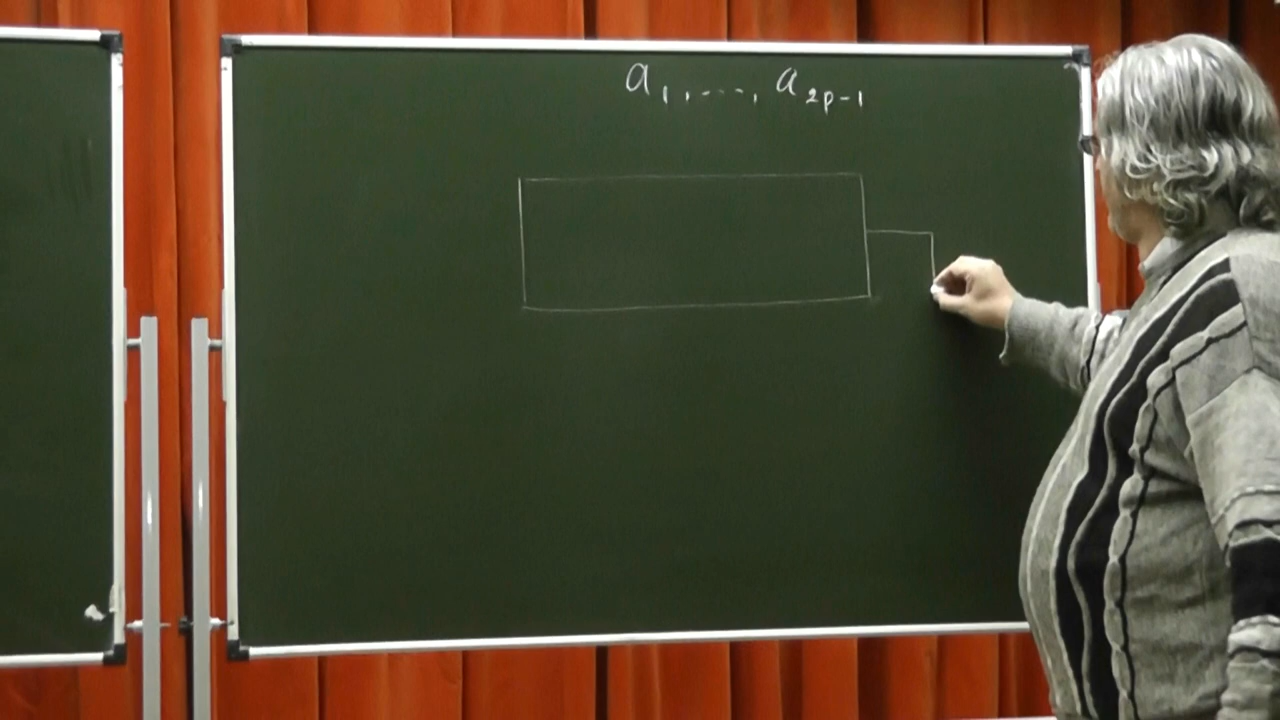 a₁, ..., a₂ₚ₋₁